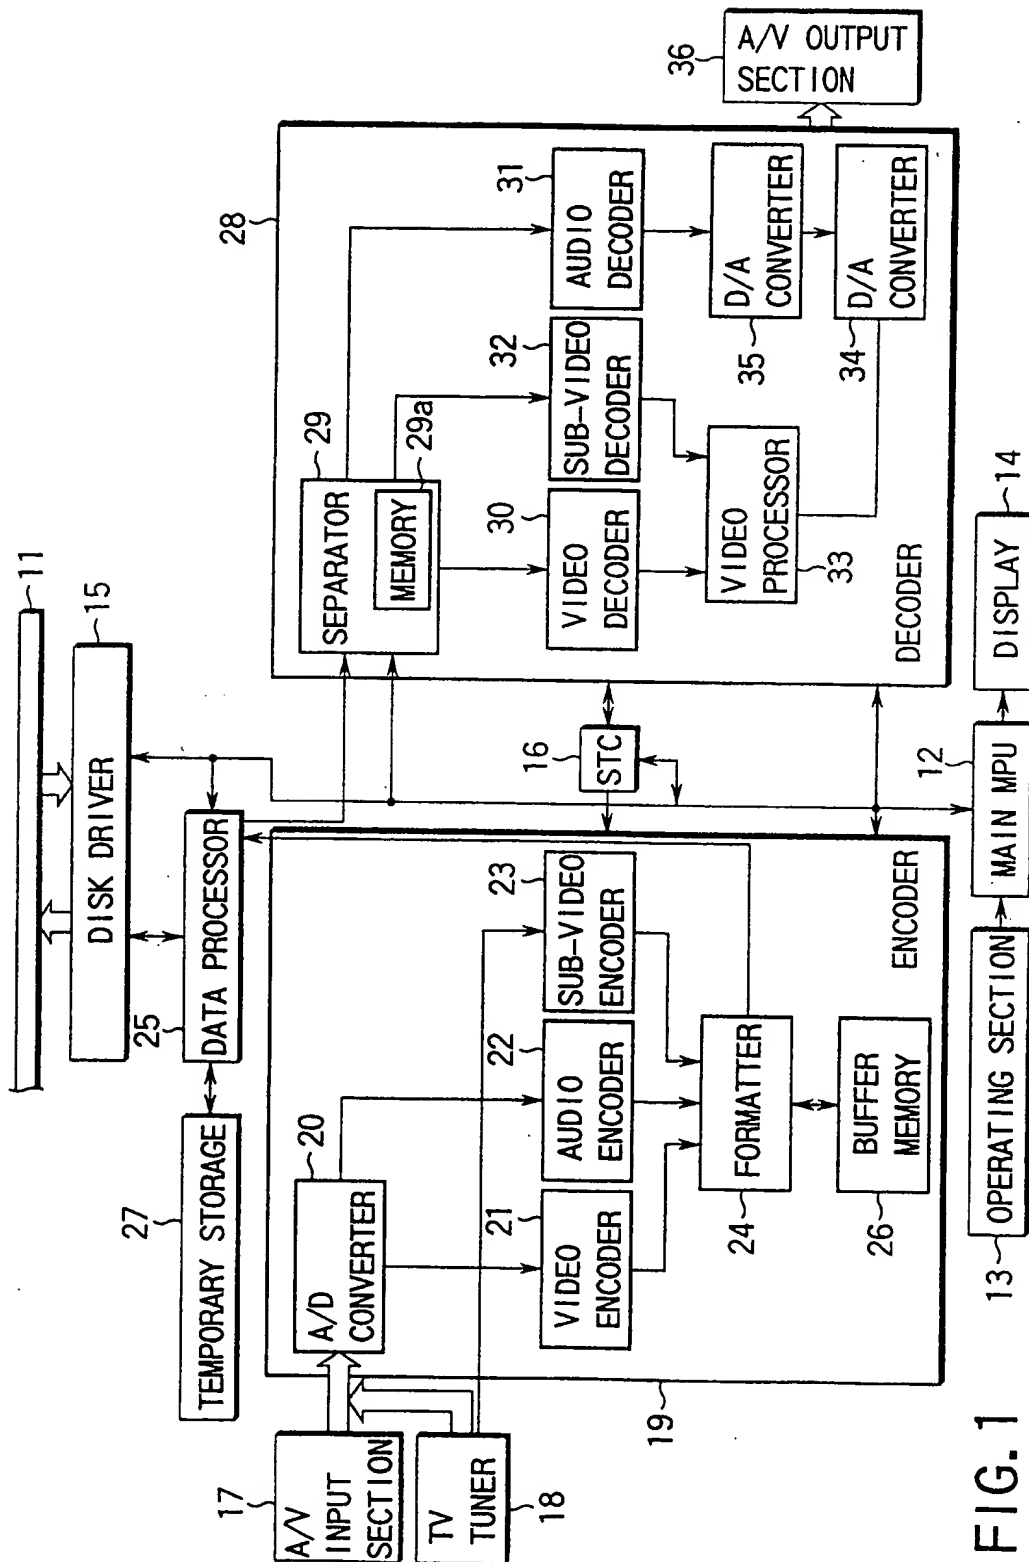 11
DISK DRIVER
15
TEMPORARY STORAGE
27
DATA PROCESSOR
25
A/V
INPUT
SECTION
17
TV
TUNER
18
A/D
CONVERTER
20
VIDEO
ENCODER
21
AUDIO
ENCODER
22
SUB-VIDEO
ENCODER
23
FORMATTER
24
BUFFER
MEMORY
26
ENCODER
19
STC
16
SEPARATOR
29
MEMORY
29a
VIDEO
DECODER
30
SUB-VIDEO
DECODER
32
AUDIO
DECODER
31
VIDEO
PROCESSOR
33
D/A
CONVERTER
35
D/A
CONVERTER
34
DECODER
28
A/V OUTPUT
SECTION
36
13
OPERATING SECTION
MAIN MPU
12
DISPLAY
14
FIG. 1